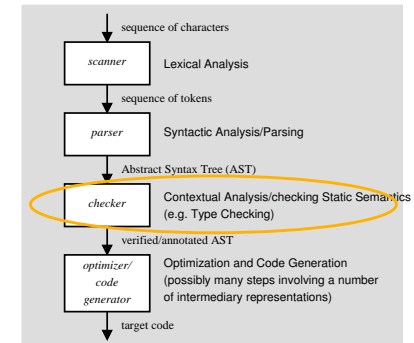 sequence of characters
scanner
Lexical Analysis
sequence of tokens
parser
Syntactic Analysis/Parsing
Abstract Syntax Tree (AST)
checker
Contextual Analysis/checking Static Semantics
(e.g. Type Checking)
verified/annotated AST
optimizer/
code
generator
Optimization and Code Generation
(possibly many steps involving a number
of intermediary representations)
target code